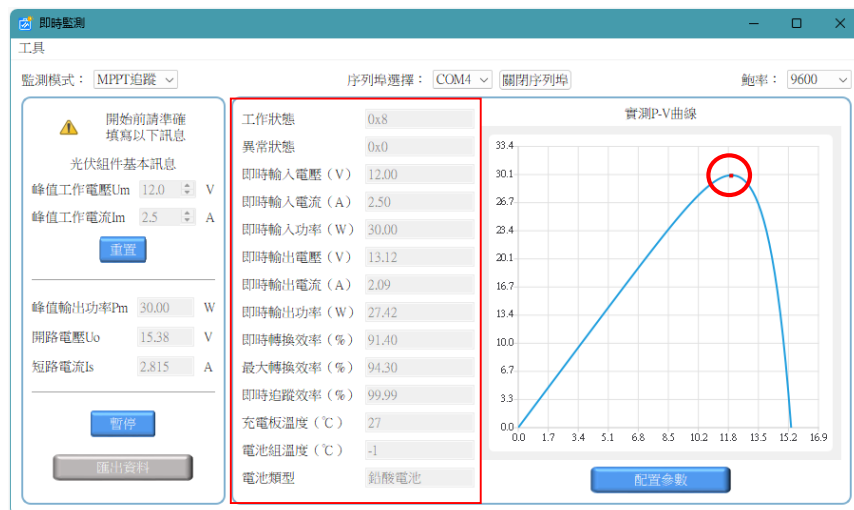 即時監測
工具
監測模式： MPPT追蹤 序列埠選擇： COM4 關閉序列埠 鮑率： 9600
開始前請準確
填寫以下訊息
光伏組件基本訊息
峰值工作電壓Um 12.0 V
峰值工作電流Im 2.5 A
重置
峰值輸出功率Pm 30.00 W
開路電壓Uo 15.38 V
短路電流Is 2.815 A
暫停
匯出資料
工作狀態 0x8
異常狀態 0x0
即時輸入電壓（V） 12.00
即時輸入電流（A） 2.50
即時輸入功率（W） 30.00
即時輸出電壓（V） 13.12
即時輸出電流（A） 2.09
即時輸出功率（W） 27.42
即時轉換效率（%） 91.40
最大轉換效率（%） 94.30
即時追蹤效率（%） 99.99
充電板溫度（℃） 27
電池組溫度（℃） -1
電池類型 鉛酸電池
實測P-V曲線
33.4
30.1
26.7
23.4
20.1
16.7
13.4
10.0
6.7
3.3
0.0
0.0 1.7 3.4 5.1 6.8 8.5 10.2 11.8 13.5 15.2 16.9
配置參數